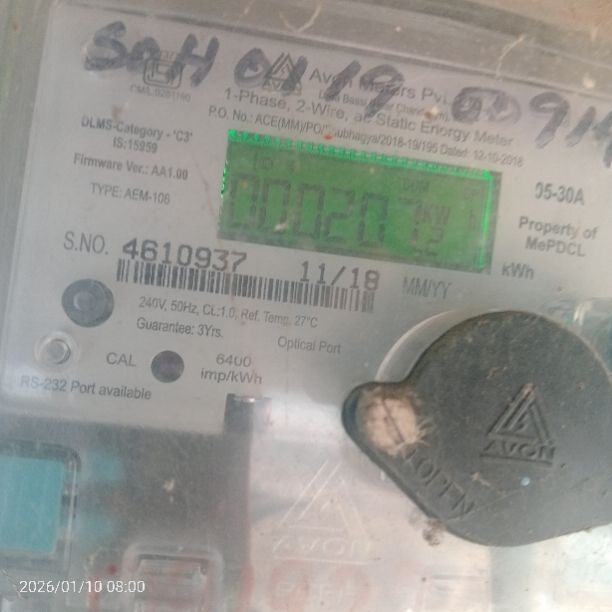 SAH 04 19 00914
CM/L
Avon Meters Pvt.
1-Phase, 2-Wire, ac Static Energy Meter
P.O. No.: ACE(MM)/PO/ ubhagya/2018-19/195 Dated: 12-10-2018
DLMS-Category - 'C3'
IS:15959
Firmware Ver.: AA1.00
TYPE: AEM-106
05-30A
Property of
MePDCL
kWh
S.NO. 4610937 11/18 MM/YY
240V, 50Hz, CL:1.0, Ref. Temp. 27°C
Guarantee: 3Yrs.
Optical Port
CAL
6400
imp/kWh
RS-232 Port available
AVON
OPEN
AVON
2026/01/10 08:00